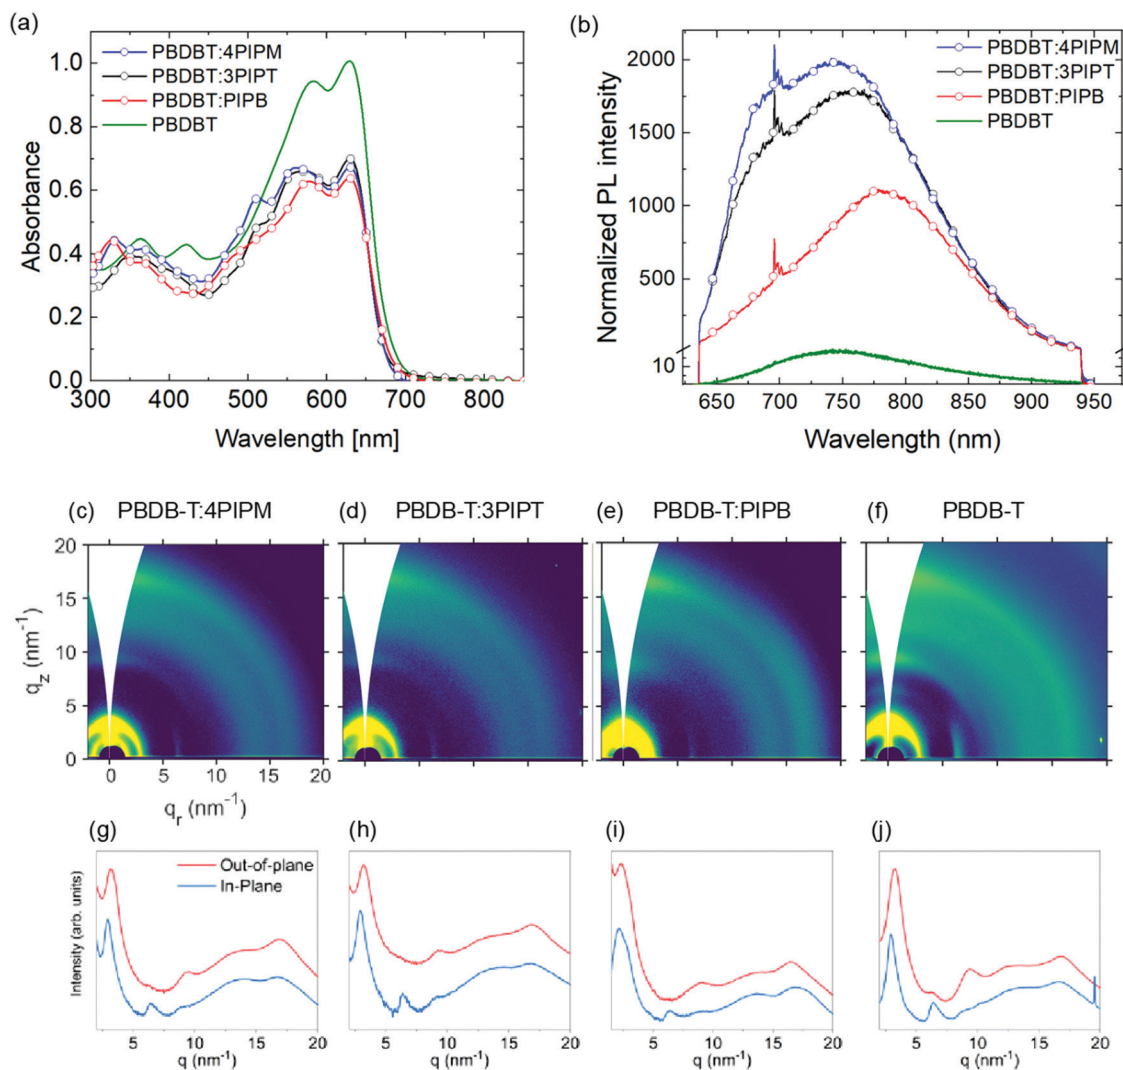 (a)
PBDBT:4PIPM
PBDBT:3PIPT
PBDBT:PIPB
PBDBT
Absorbance
1.0
0.8
0.6
0.4
0.2
0.0
300 400 500 600 700 800
Wavelength [nm]
(b)
PBDBT:4PIPM
PBDBT:3PIPT
PBDBT:PIPB
PBDBT
Normalized PL intensity
2000
1500
1000
500
10
650 700 750 800 850 900 950
Wavelength (nm)
(c) PBDB-T:4PIPM
(d) PBDB-T:3PIPT
(e) PBDB-T:PIPB
(f) PBDB-T
q_z (nm⁻¹)
20
15
10
5
0
0 5 10 15 20
q_r (nm⁻¹)
(g)
Out-of-plane
In-Plane
Intensity (arb. units)
5 10 15 20
q (nm⁻¹)
(h)
5 10 15 20
q (nm⁻¹)
(i)
5 10 15 20
q (nm⁻¹)
(j)
5 10 15 20
q (nm⁻¹)